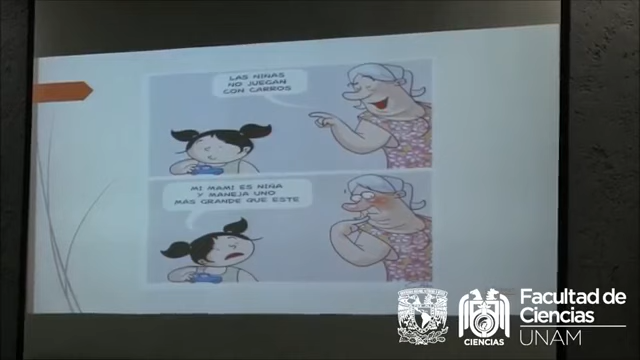 LAS NIÑAS
NO JUEGAN
CON CARROS
MI MAMI ES NIÑA
Y MANEJA UNO
MÁS GRANDE QUE ESTE
CIENCIAS
Facultad de
Ciencias
UNAM